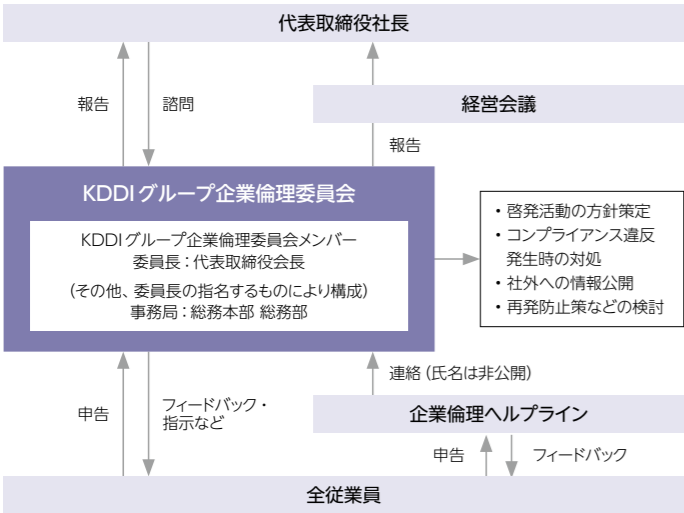 代表取締役社長
報告
諮問
経営会議
報告
KDDIグループ企業倫理委員会
KDDIグループ企業倫理委員会メンバー
委員長：代表取締役会長
(その他、委員長の指名するものにより構成)
事務局：総務本部 総務部
・啓発活動の方針策定
・コンプライアンス違反
発生時の対処
・社外への情報公開
・再発防止策などの検討
連絡 (氏名は非公開)
申告
フィードバック・
指示など
企業倫理ヘルプライン
申告
フィードバック
全従業員